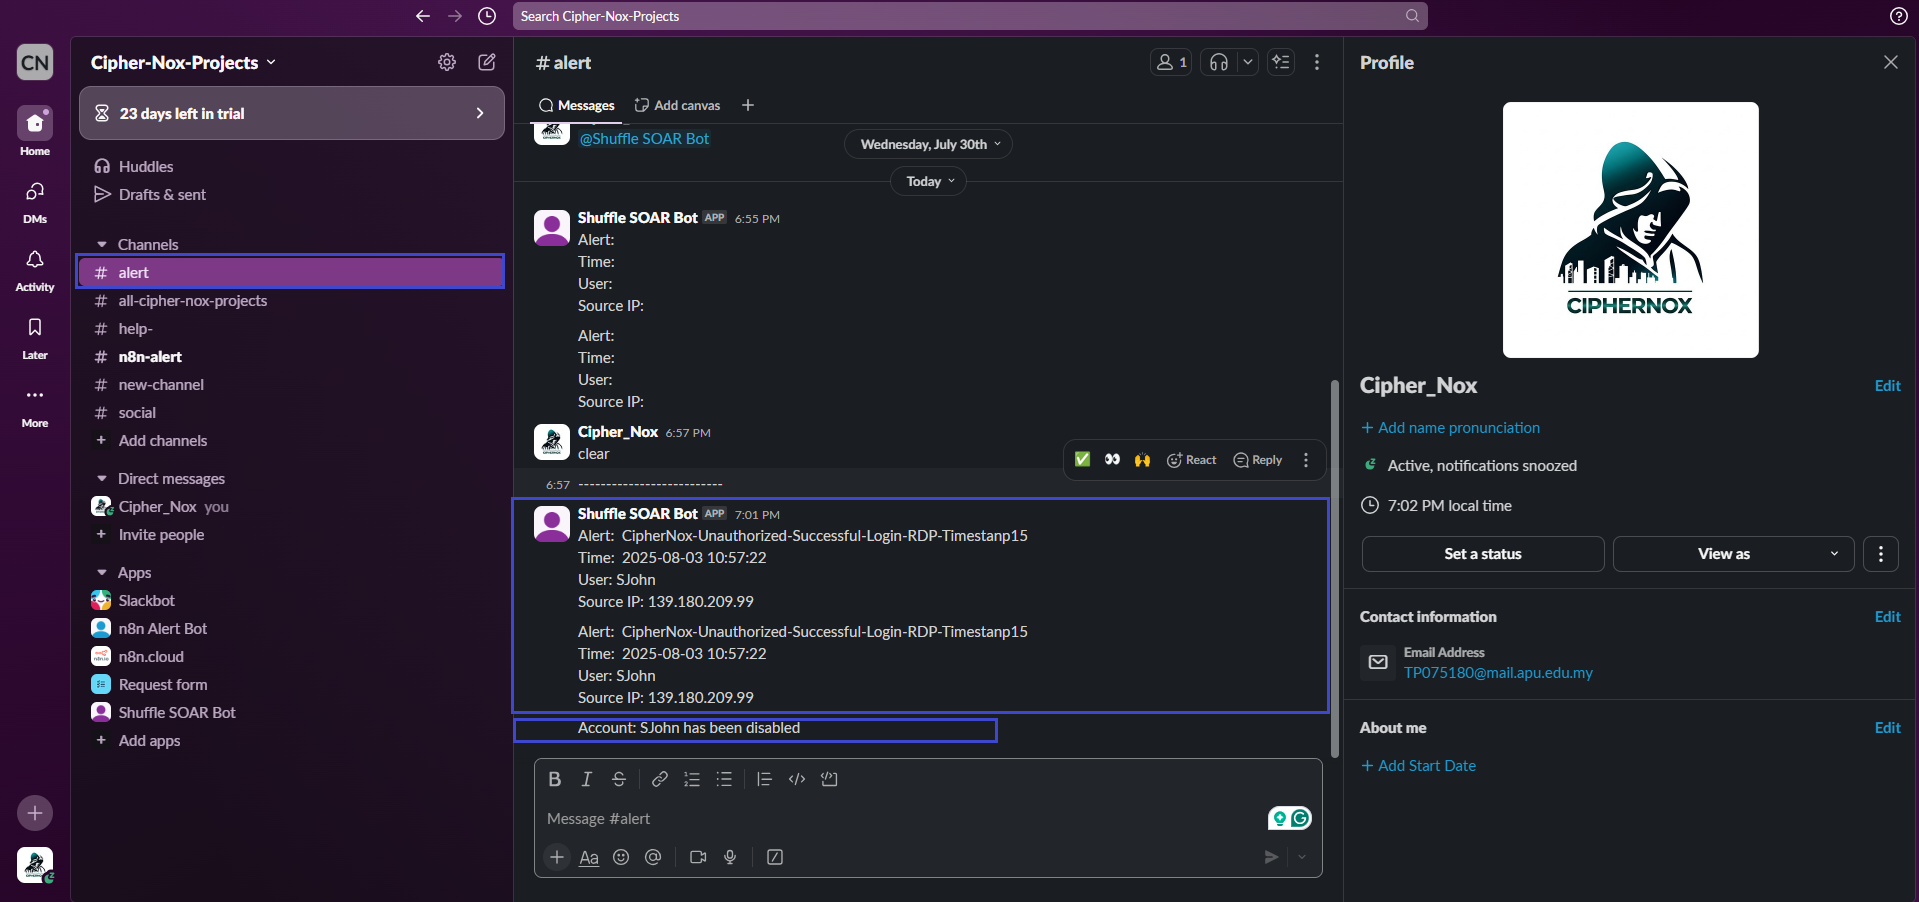 Search Cipher-Nox-Projects
CN
Home
DMs
Activity
Later
More
Cipher-Nox-Projects
23 days left in trial
Huddles
Drafts & sent
Channels
# alert
# all-cipher-nox-projects
# help-
# n8n-alert
# new-channel
# social
+ Add channels
Direct messages
Cipher_Nox you
+ Invite people
Apps
Slackbot
n8n Alert Bot
n8n.cloud
Request form
Shuffle SOAR Bot
+ Add apps
# alert
1
Messages
Add canvas
@Shuffle SOAR Bot
Wednesday, July 30th
Today
Shuffle SOAR Bot APP 6:55 PM
Alert:
Time:
User:
Source IP:
Alert:
Time:
User:
Source IP:
Cipher_Nox 6:57 PM
clear
React
Reply
6:57 --------------------------
Shuffle SOAR Bot APP 7:01 PM
Alert: CipherNox-Unauthorized-Successful-Login-RDP-Timestanp15
Time: 2025-08-03 10:57:22
User: SJohn
Source IP: 139.180.209.99
Alert: CipherNox-Unauthorized-Successful-Login-RDP-Timestanp15
Time: 2025-08-03 10:57:22
User: SJohn
Source IP: 139.180.209.99
Account: SJohn has been disabled
Message #alert
Aa
Profile
CIPHERNOX
Cipher_Nox
Edit
+ Add name pronunciation
Active, notifications snoozed
7:02 PM local time
Set a status
View as
Contact information
Edit
Email Address
TP075180@mail.apu.edu.my
About me
Edit
+ Add Start Date